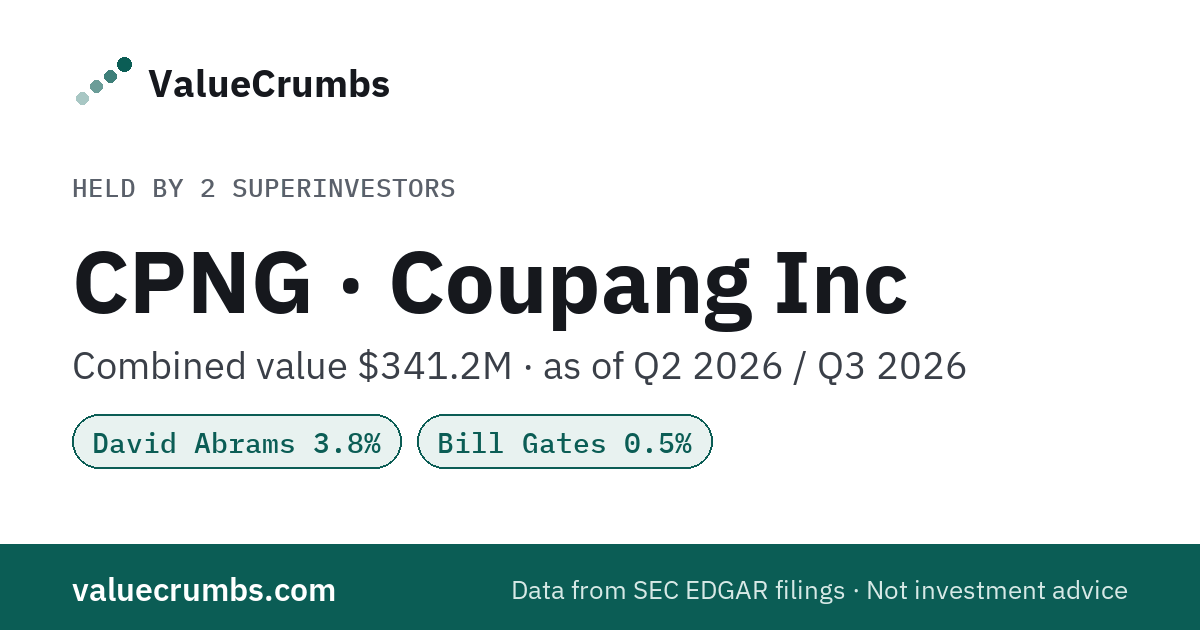 ValueCrumbs
HELD BY 2 SUPERINVESTORS
CPNG · Coupang Inc
Combined value $341.2M · as of Q2 2026 / Q3 2026
David Abrams 3.8% Bill Gates 0.5%
valuecrumbs.com Data from SEC EDGAR filings · Not investment advice